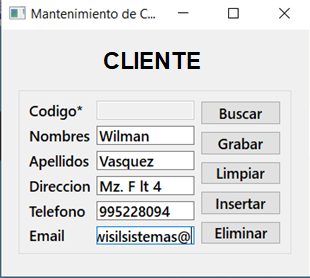 Mantenimiento de C...
CLIENTE
Codigo*
Buscar
Nombres Wilman
Grabar
Apellidos Vasquez
Limpiar
Direccion Mz. F lt 4
Insertar
Telefono 995228094
Eliminar
Email wisilsistemas@